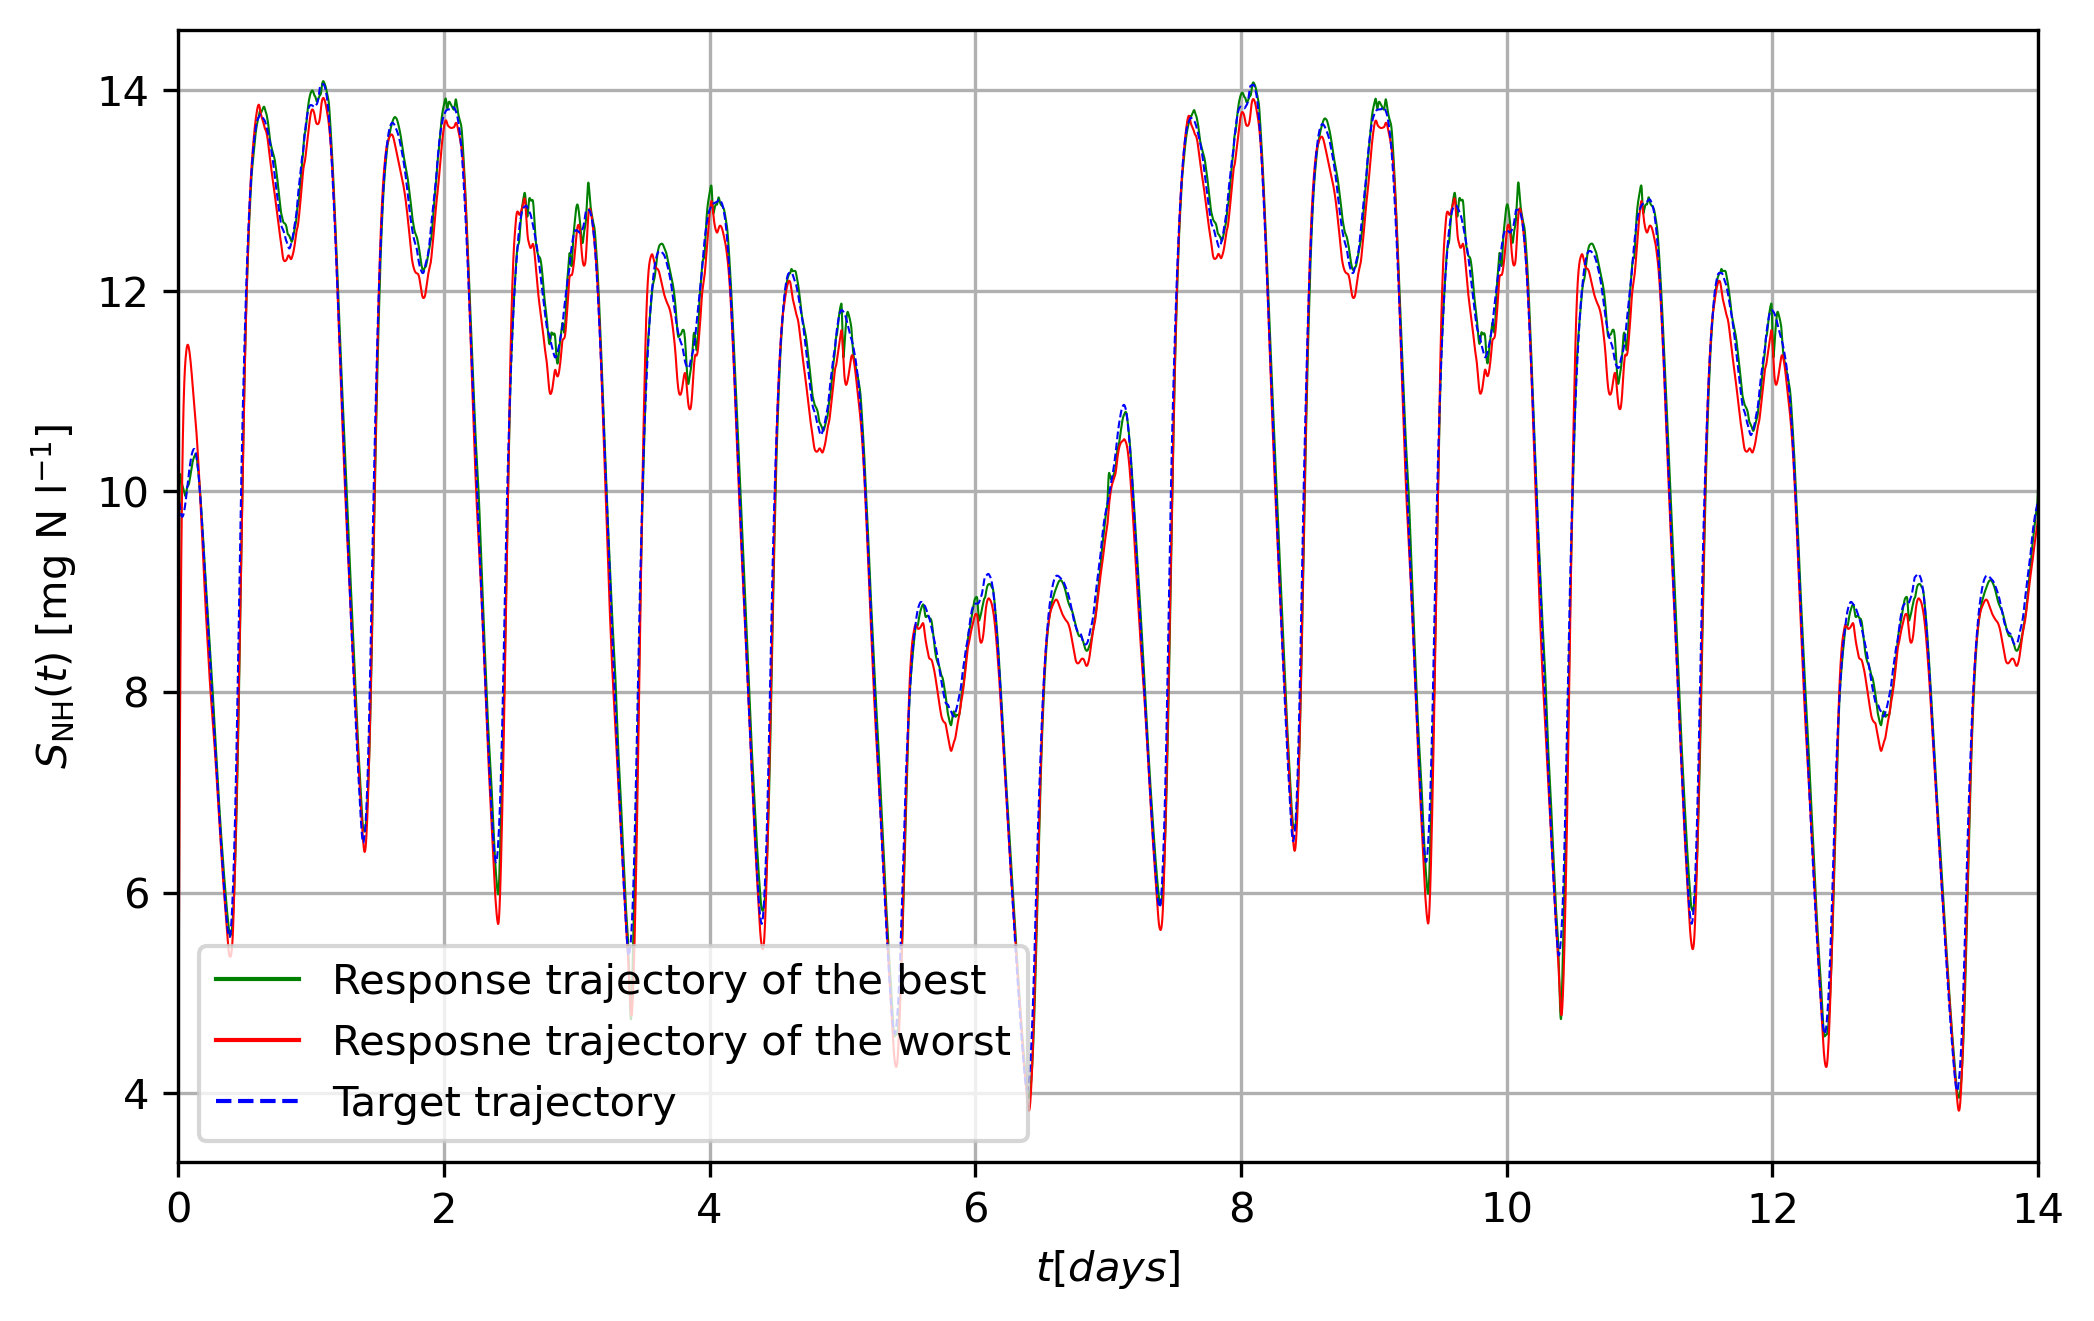 14
12
10
8
6
4
S_NH(t) [mg N l⁻¹]
Response trajectory of the best
Resposne trajectory of the worst
Target trajectory
0 2 4 6 8 10 12 14
t[days]